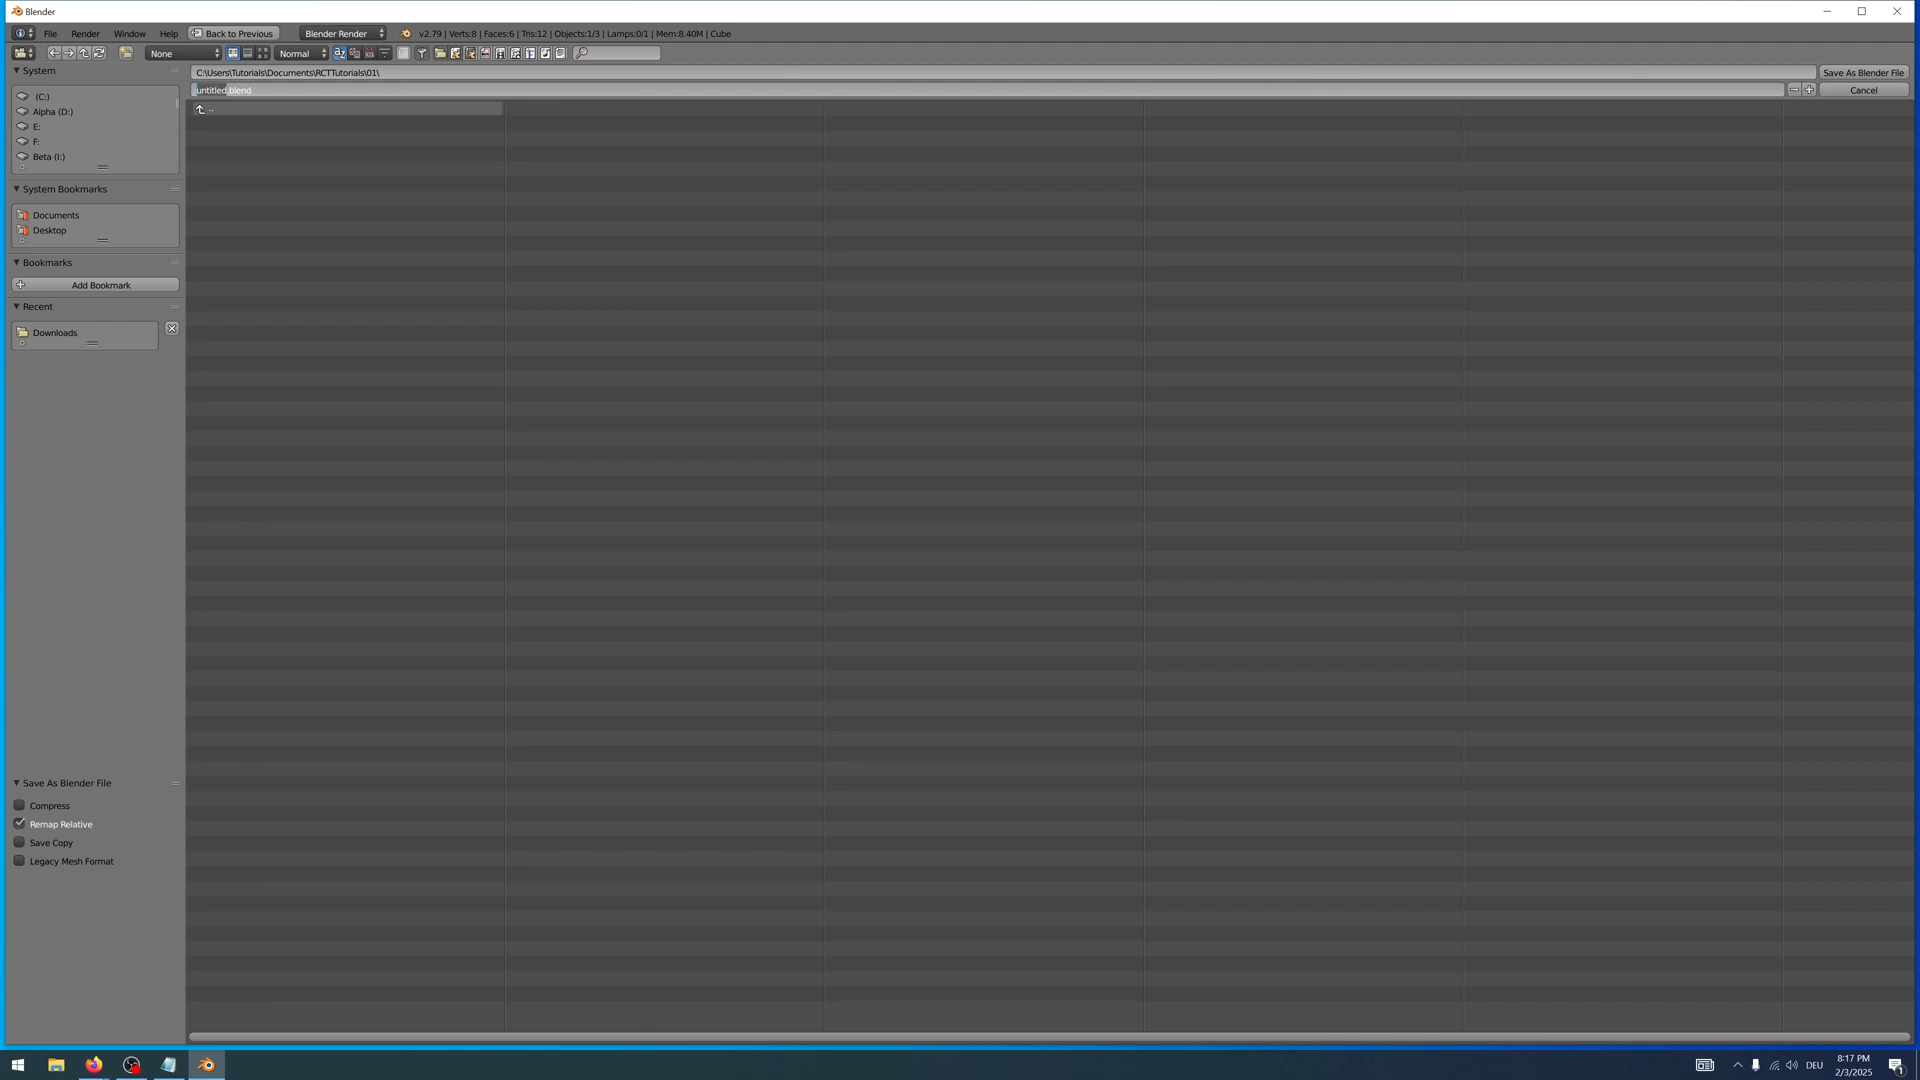 Blender
File Render Window Help Back to Previous Blender Render v2.79 | Verts:8 | Faces:6 | Tris:12 | Objects:1/3 | Lamps:0/1 | Mem:8.40M | Cube
None Normal
System
C:\Users\Tutorials\Documents\RCTTutorials\01\
Save As Blender File
untitled.blend
Cancel
..
(C:)
Alpha (D:)
E:
F:
Beta (I:)
System Bookmarks
Documents
Desktop
Bookmarks
Add Bookmark
Recent
Downloads
Save As Blender File
Compress
Remap Relative
Save Copy
Legacy Mesh Format
DEU
8:17 PM
2/3/2025
1